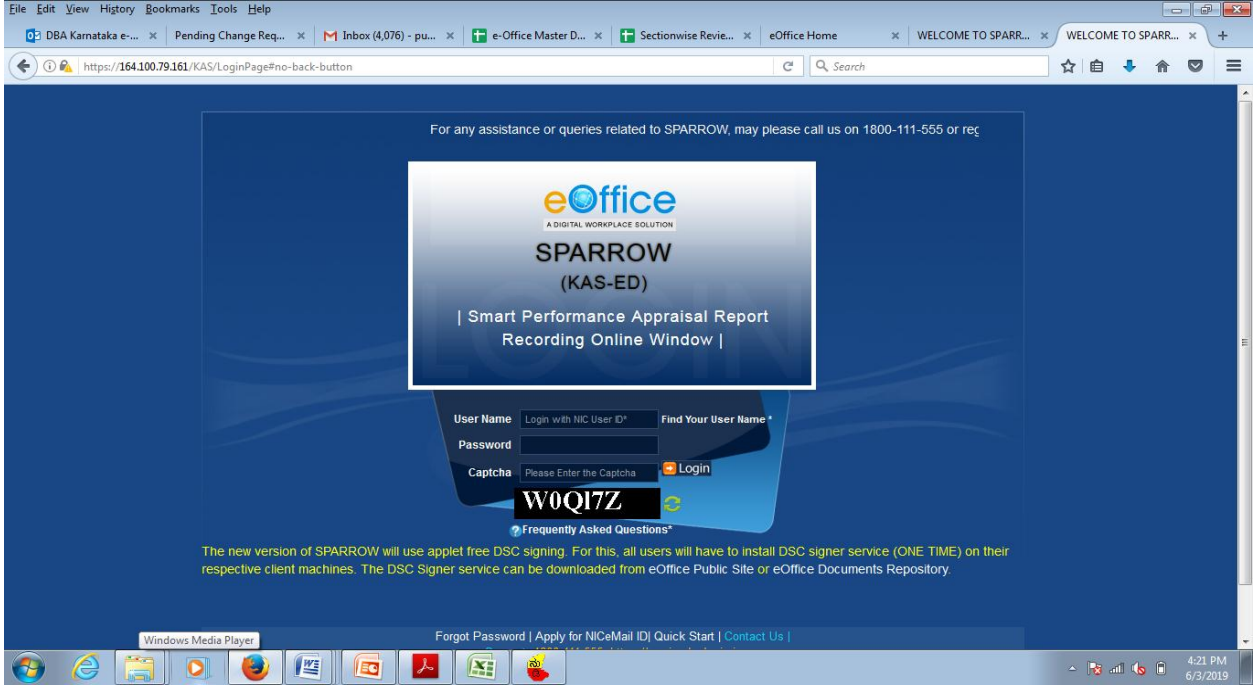 File Edit View History Bookmarks Tools Help
DBA Karnataka e-... Pending Change Req... Inbox (4,076) - pu... e-Office Master D... Sectionwise Revie... eOffice Home WELCOME TO SPARR... WELCOME TO SPARR...
https://164.100.79.161/KAS/LoginPage#no-back-button Search
For any assistance or queries related to SPARROW, may please call us on 1800-111-555 or reg
eOffice
A DIGITAL WORKPLACE SOLUTION
SPARROW
(KAS-ED)
LOGIN
| Smart Performance Appraisal Report
Recording Online Window |
User Name Login with NIC User ID* Find Your User Name *
Password
Captcha Please Enter the Captcha Login
W0Ql7Z
Frequently Asked Questions*
The new version of SPARROW will use applet free DSC signing. For this, all users will have to install DSC signer service (ONE TIME) on their
respective client machines. The DSC Signer service can be downloaded from eOffice Public Site or eOffice Documents Repository.
Forgot Password | Apply for NICeMail ID| Quick Start | Contact Us |
Windows Media Player
4:21 PM
6/3/2019